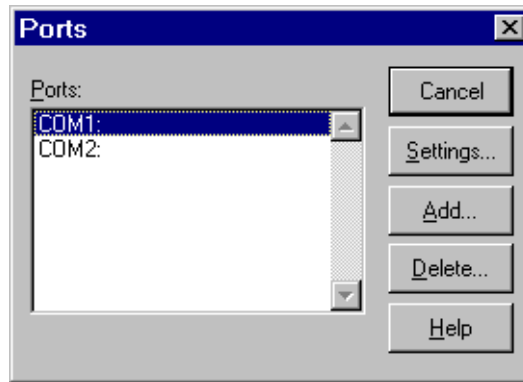 Ports
Ports:
COM1:
COM2:
Cancel
Settings...
Add...
Delete...
Help